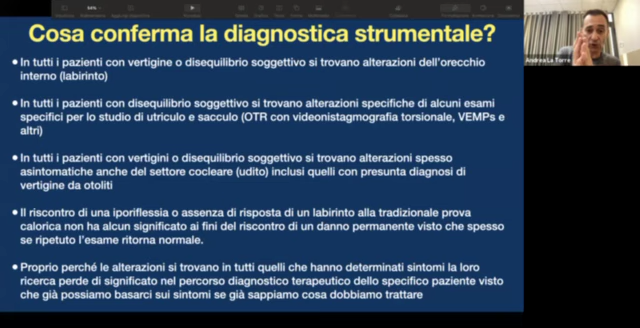 64%
Cosa conferma la diagnostica strumentale?
• In tutti i pazienti con vertigine o disequilibrio soggettivo si trovano alterazioni dell'orecchio
interno (labirinto)
• In tutti i pazienti con disequilibrio soggettivo si trovano alterazioni specifiche di alcuni esami
specifici per lo studio di utriculo e sacculo (OTR con videonistagmografia torsionale, VEMPs e
altri)
• In tutti i pazienti con vertigini o disequilibrio soggettivo si trovano alterazioni spesso
asintomatiche anche del settore cocleare (udito) inclusi quelli con presunta diagnosi di
vertigine da otoliti
• Il riscontro di una iporiflessia o assenza di risposta di un labirinto alla tradizionale prova
calorica non ha alcun significato ai fini del riscontro di un danno permanente visto che spesso
se ripetuto l'esame ritorna normale.
• Proprio perché le alterazioni si trovano in tutti quelli che hanno determinati sintomi la loro
ricerca perde di significato nel percorso diagnostico terapeutico dello specifico paziente visto
che già possiamo basarci sui sintomi se già sappiamo cosa dobbiamo trattare
Andrea La Torre